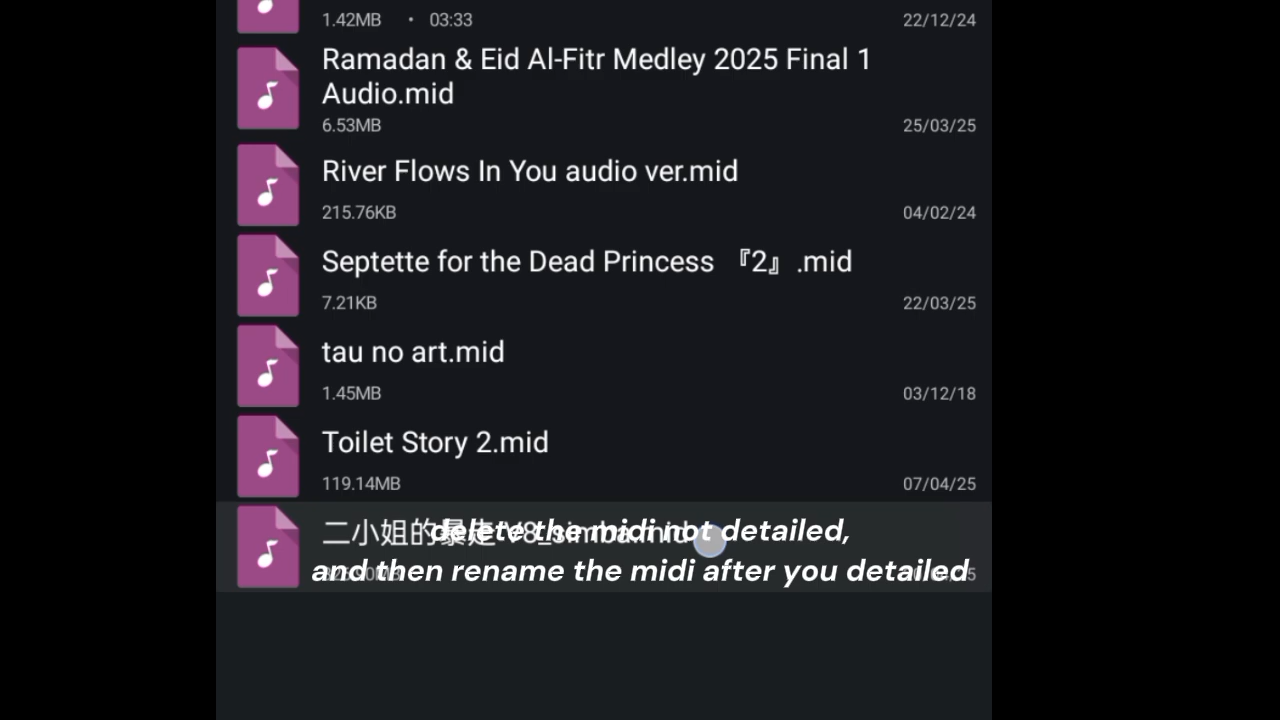 1.42MB • 03:33 22/12/24
Ramadan & Eid Al-Fitr Medley 2025 Final 1
Audio.mid
6.53MB 25/03/25
River Flows In You audio ver.mid
215.76KB 04/02/24
Septette for the Dead Princess 『2』.mid
7.21KB 22/03/25
tau no art.mid
1.45MB 03/12/18
Toilet Story 2.mid
119.14MB 07/04/25
二小姐的暴走 V8_simba.mid
delete the midi not detailed,
and then rename the midi after you detailed